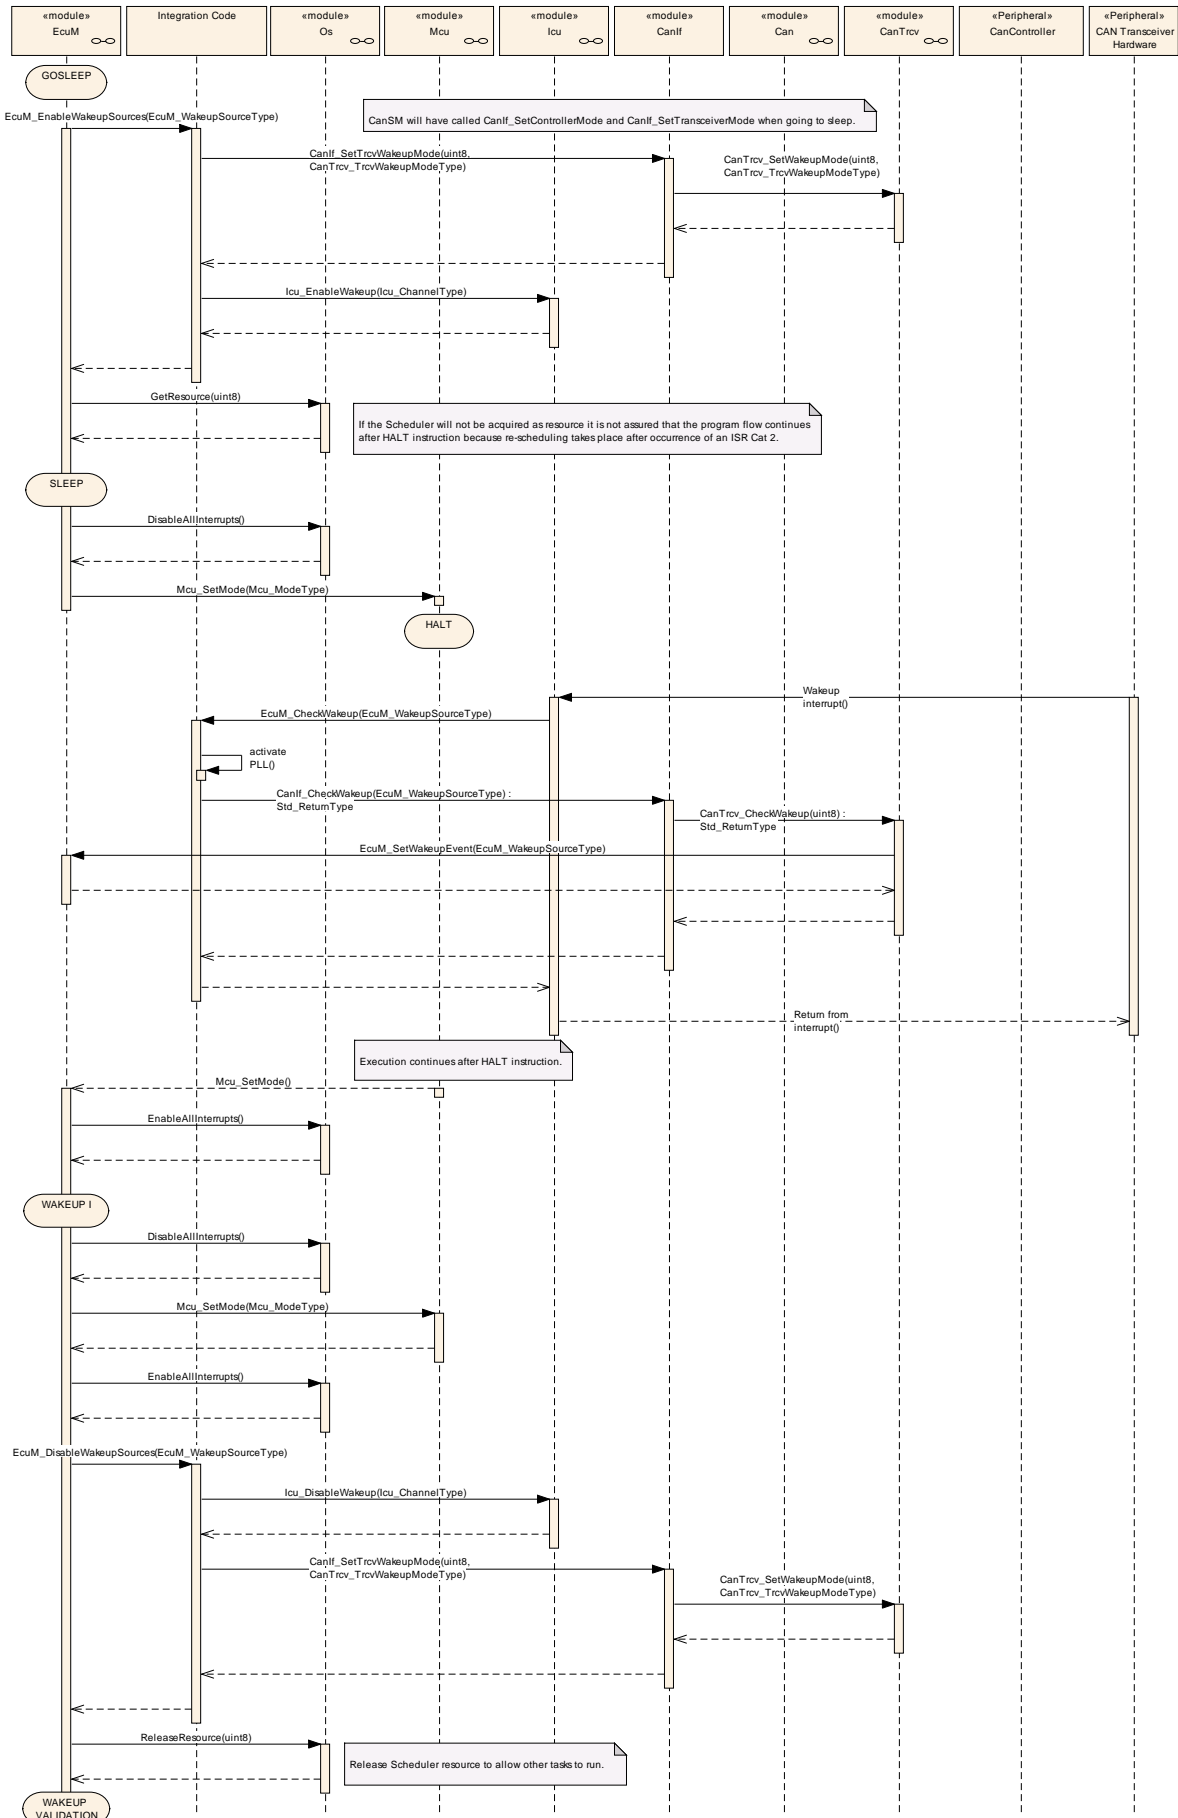 «module»
EcuM
Integration Code
«module»
Os
«module»
Mcu
«module»
Icu
«module»
CanIf
«module»
Can
«module»
CanTrcv
«Peripheral»
CanController
«Peripheral»
CAN Transceiver
Hardware
GOSLEEP
EcuM_EnableWakeupSources(EcuM_WakeupSourceType)
CanSM will have called CanIf_SetControllerMode and CanIf_SetTransceiverMode when going to sleep.
CanIf_SetTrcvWakeupMode(uint8,
CanTrcv_TrcvWakeupModeType)
CanTrcv_SetWakeupMode(uint8,
CanTrcv_TrcvWakeupModeType)
Icu_EnableWakeup(Icu_ChannelType)
GetResource(uint8)
If the Scheduler will not be acquired as resource it is not assured that the program flow continues
after HALT instruction because re-scheduling takes place after occurrence of an ISR Cat 2.
SLEEP
DisableAllInterrupts()
Mcu_SetMode(Mcu_ModeType)
HALT
Wakeup
interrupt()
EcuM_CheckWakeup(EcuM_WakeupSourceType)
activate
PLL()
CanIf_CheckWakeup(EcuM_WakeupSourceType) :
Std_ReturnType
CanTrcv_CheckWakeup(uint8) :
Std_ReturnType
EcuM_SetWakeupEvent(EcuM_WakeupSourceType)
Return from
interrupt()
Execution continues after HALT instruction.
Mcu_SetMode()
EnableAllInterrupts()
WAKEUP I
DisableAllInterrupts()
Mcu_SetMode(Mcu_ModeType)
EnableAllInterrupts()
EcuM_DisableWakeupSources(EcuM_WakeupSourceType)
Icu_DisableWakeup(Icu_ChannelType)
CanIf_SetTrcvWakeupMode(uint8,
CanTrcv_TrcvWakeupModeType)
CanTrcv_SetWakeupMode(uint8,
CanTrcv_TrcvWakeupModeType)
ReleaseResource(uint8)
Release Scheduler resource to allow other tasks to run.
WAKEUP
VALIDATION